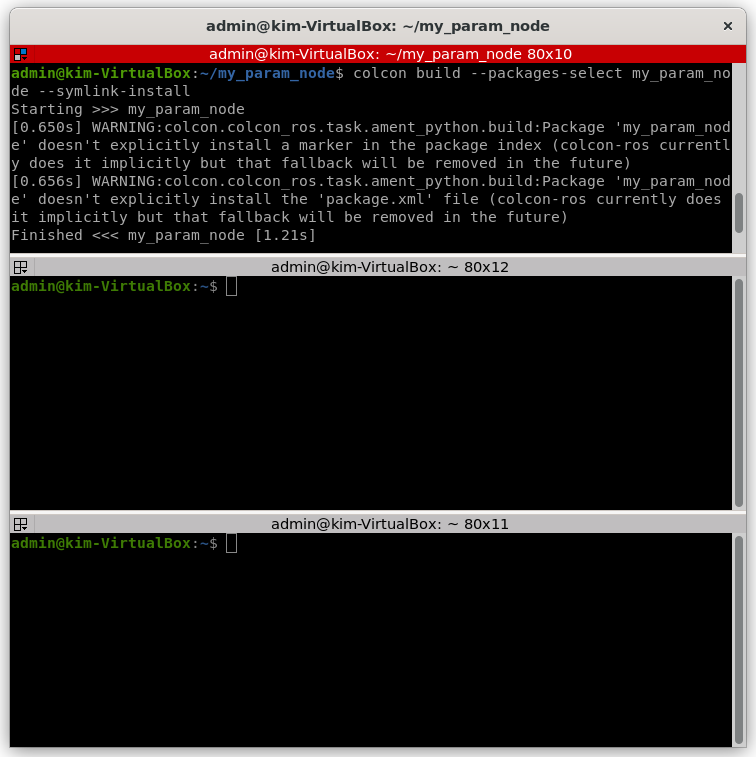 admin@kim-VirtualBox: ~/my_param_node
admin@kim-VirtualBox: ~/my_param_node 80x10
admin@kim-VirtualBox:~/my_param_node$ colcon build --packages-select my_param_no
de --symlink-install
Starting >>> my_param_node
[0.650s] WARNING:colcon.colcon_ros.task.ament_python.build:Package 'my_param_nod
e' doesn't explicitly install a marker in the package index (colcon-ros currentl
y does it implicitly but that fallback will be removed in the future)
[0.656s] WARNING:colcon.colcon_ros.task.ament_python.build:Package 'my_param_nod
e' doesn't explicitly install the 'package.xml' file (colcon-ros currently does
it implicitly but that fallback will be removed in the future)
Finished <<< my_param_node [1.21s]
admin@kim-VirtualBox: ~ 80x12
admin@kim-VirtualBox:~$
admin@kim-VirtualBox: ~ 80x11
admin@kim-VirtualBox:~$